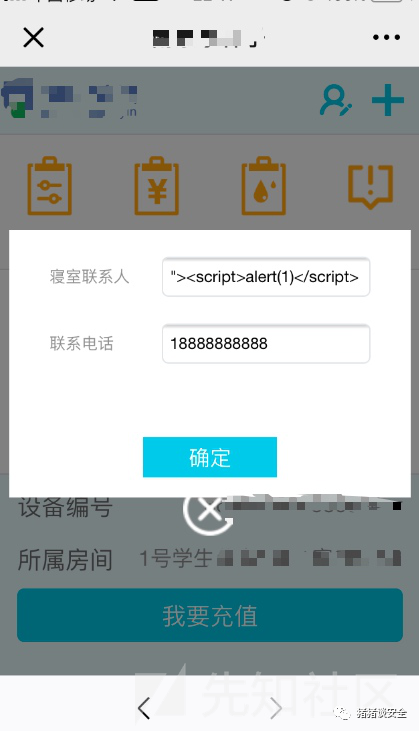 寝室联系人
"><script>alert(1)</script>
联系电话
18888888888
确定
设备编号
所属房间 1号学生
我要充值
先知社区
猪猪谈安全